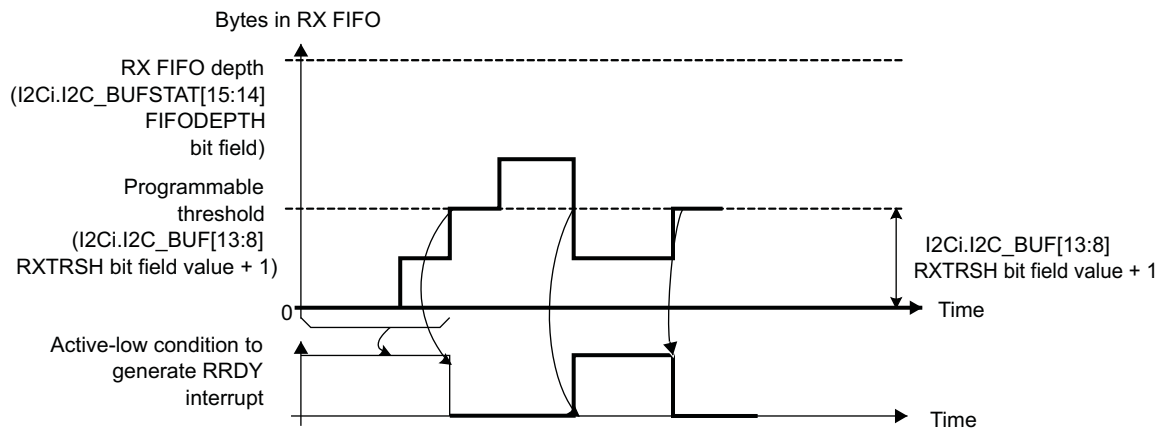 Bytes in RX FIFO
RX FIFO depth
(I2Ci.I2C_BUFSTAT[15:14]
FIFODEPTH
bit field)
Programmable
threshold
(I2Ci.I2C_BUF[13:8]
RXTRSH bit field value + 1)
I2Ci.I2C_BUF[13:8]
RXTRSH bit field value + 1
0
Time
Active-low condition to
generate RRDY
interrupt
Time